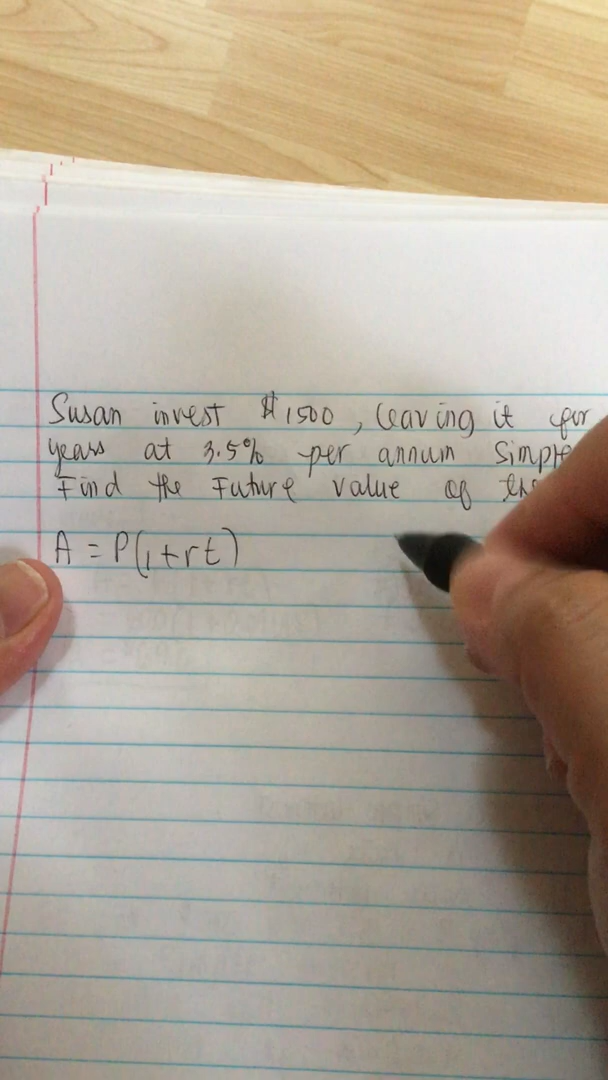 Susan invest $1500, leaving it for
years at 3.5% per annum simple
Find the Future value of
A = P(1+rt)